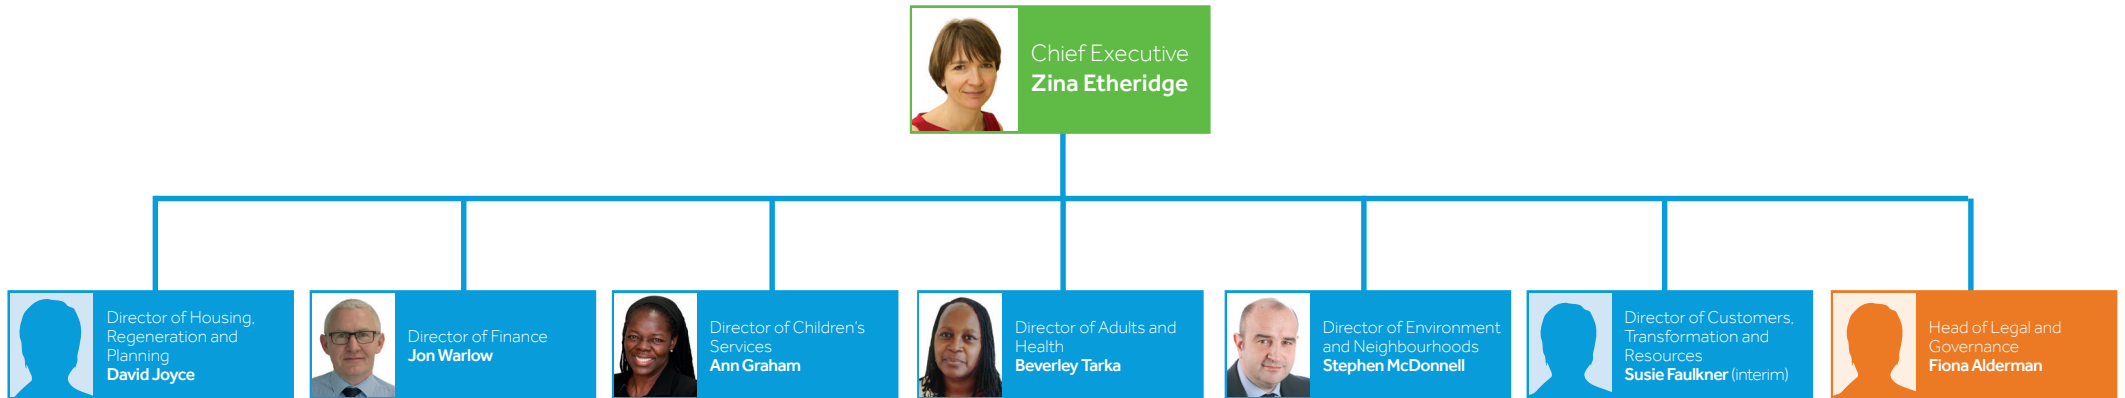 Chief Executive
Zina Etheridge
Director of Housing,
Regeneration and
Planning
David Joyce
Director of Finance
Jon Warlow
Director of Children's
Services
Ann Graham
Director of Adults and
Health
Beverley Tarka
Director of Environment
and Neighbourhoods
Stephen McDonnell
Director of Customers,
Transformation and
Resources
Susie Faulkner (interim)
Head of Legal and
Governance
Fiona Alderman